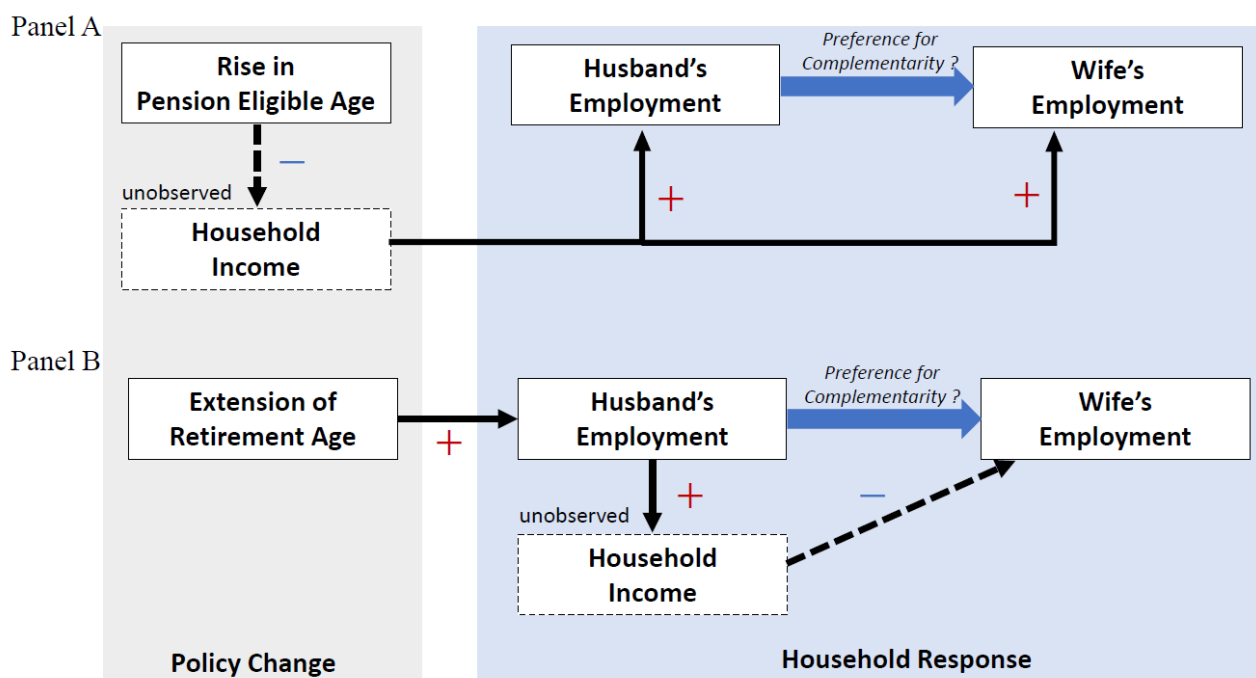 Panel A
Rise in
Pension Eligible Age
−
unobserved
Household
Income
Husband's
Employment
Preference for
Complementarity ?
Wife's
Employment
+
+
Panel B
Extension of
Retirement Age
+
Husband's
Employment
Preference for
Complementarity ?
Wife's
Employment
+
−
unobserved
Household
Income
Policy Change
Household Response